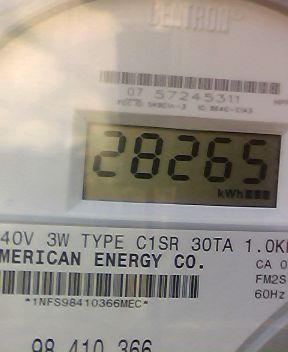 CENTRON
07 57245311
28265
kWh
40V 3W TYPE C1SR 30TA 1.0K
MERICAN ENERGY CO.
CA 0
*1NFS98410366MEC*
FM2S
60Hz
98 410 366